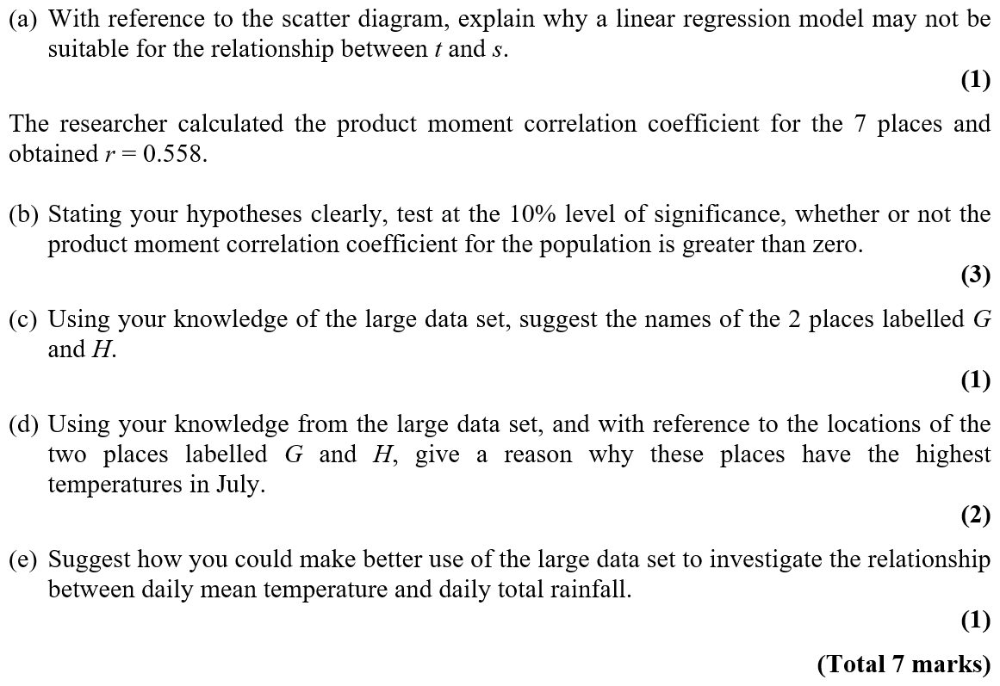 (a) With reference to the scatter diagram, explain why a linear regression model may not be
suitable for the relationship between t and s.
(1)
The researcher calculated the product moment correlation coefficient for the 7 places and
obtained r = 0.558.
(b) Stating your hypotheses clearly, test at the 10% level of significance, whether or not the
product moment correlation coefficient for the population is greater than zero.
(3)
(c) Using your knowledge of the large data set, suggest the names of the 2 places labelled G
and H.
(1)
(d) Using your knowledge from the large data set, and with reference to the locations of the
two places labelled G and H, give a reason why these places have the highest
temperatures in July.
(2)
(e) Suggest how you could make better use of the large data set to investigate the relationship
between daily mean temperature and daily total rainfall.
(1)
(Total 7 marks)